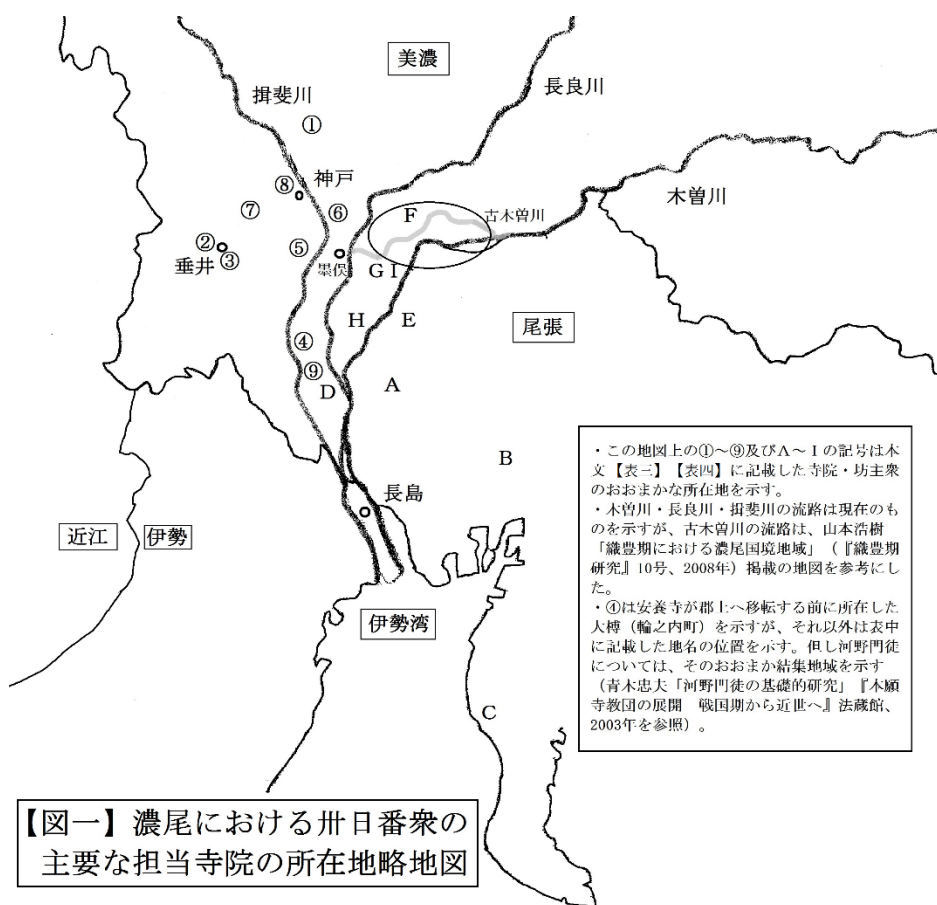 美濃
揖斐川
長良川
①
⑧
神戸
木曽川
⑦
⑥
F
古木曽川
②
③
垂井
⑤
墨俣
G I
H
E
尾張
④
⑨
D
A
B
長島
近江
伊勢
伊勢湾
C
・この地図上の①～⑨及びA～Iの記号は本
文【表三】【表四】に記載した寺院・坊主衆
のおおまかな所在地を示す。
・木曽川・長良川・揖斐川の流路は現在のも
のを示すが、古木曽川の流路は、山本浩樹
「織豊期における濃尾国境地域」（『織豊期
研究』10号、2008年）掲載の地図を参考にし
た。
・④は安養寺が郡上へ移転する前に所在した
大榑（輪之内町）を示すが、それ以外は表中
に記載した地名の位置を示す。但し河野門徒
については、そのおおまか結集地域を示す
（青木忠夫「河野門徒の基礎的研究」『本願
寺教団の展開　戦国期から近世へ』法蔵館、
2003年を参照）。
【図一】濃尾における卅日番衆の
主要な担当寺院の所在地略地図